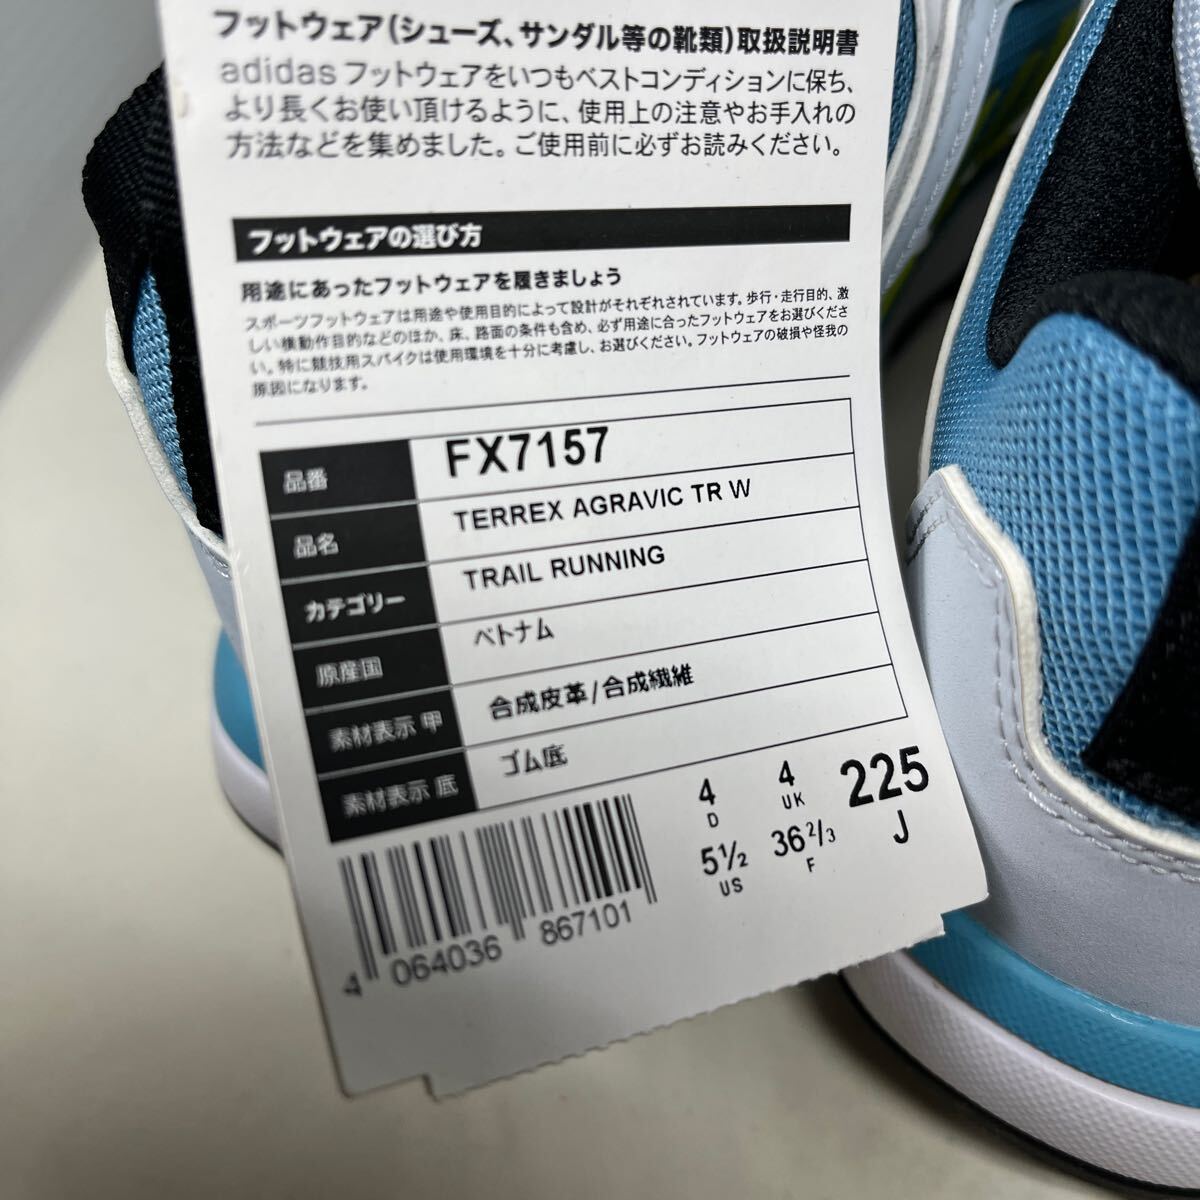 フットウェア(シューズ、サンダル等の靴類)取扱説明書
adidas フットウェアをいつもベストコンディションに保ち、
より長くお使い頂けるように、使用上の注意やお手入れの
方法などを集めました。ご使用前に必ずお読みください。
フットウェアの選び方
用途にあったフットウェアを履きましょう
スポーツフットウェアは用途や使用目的によって設計がそれぞれされています。歩行・走行目的、激
しい横動作目的などのほか、床、路面の条件も含め、必ず用途に合ったフットウェアをお選びくださ
い。特に競技用スパイクは使用環境を十分に考慮し、お選びください。フットウェアの破損や怪我の
原因になります。
品番 FX7157
品名 TERREX AGRAVIC TR W
カテゴリー TRAIL RUNNING
原産国 ベトナム
素材表示 甲 合成皮革/合成繊維
素材表示 底 ゴム底
4 D
4 UK
225 J
5½ US
36 2/3 F
4 064036 867101